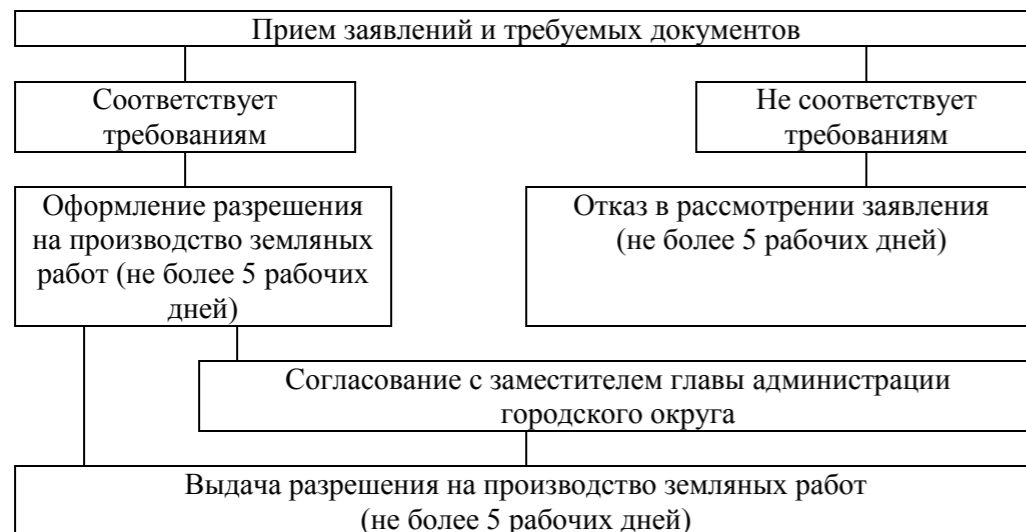 Прием заявлений и требуемых документов
Соответствует
требованиям
Не соответствует
требованиям
Оформление разрешения
на производство земляных
работ (не более 5 рабочих
дней)
Отказ в рассмотрении заявления
(не более 5 рабочих дней)
Согласование с заместителем главы администрации
городского округа
Выдача разрешения на производство земляных работ
(не более 5 рабочих дней)